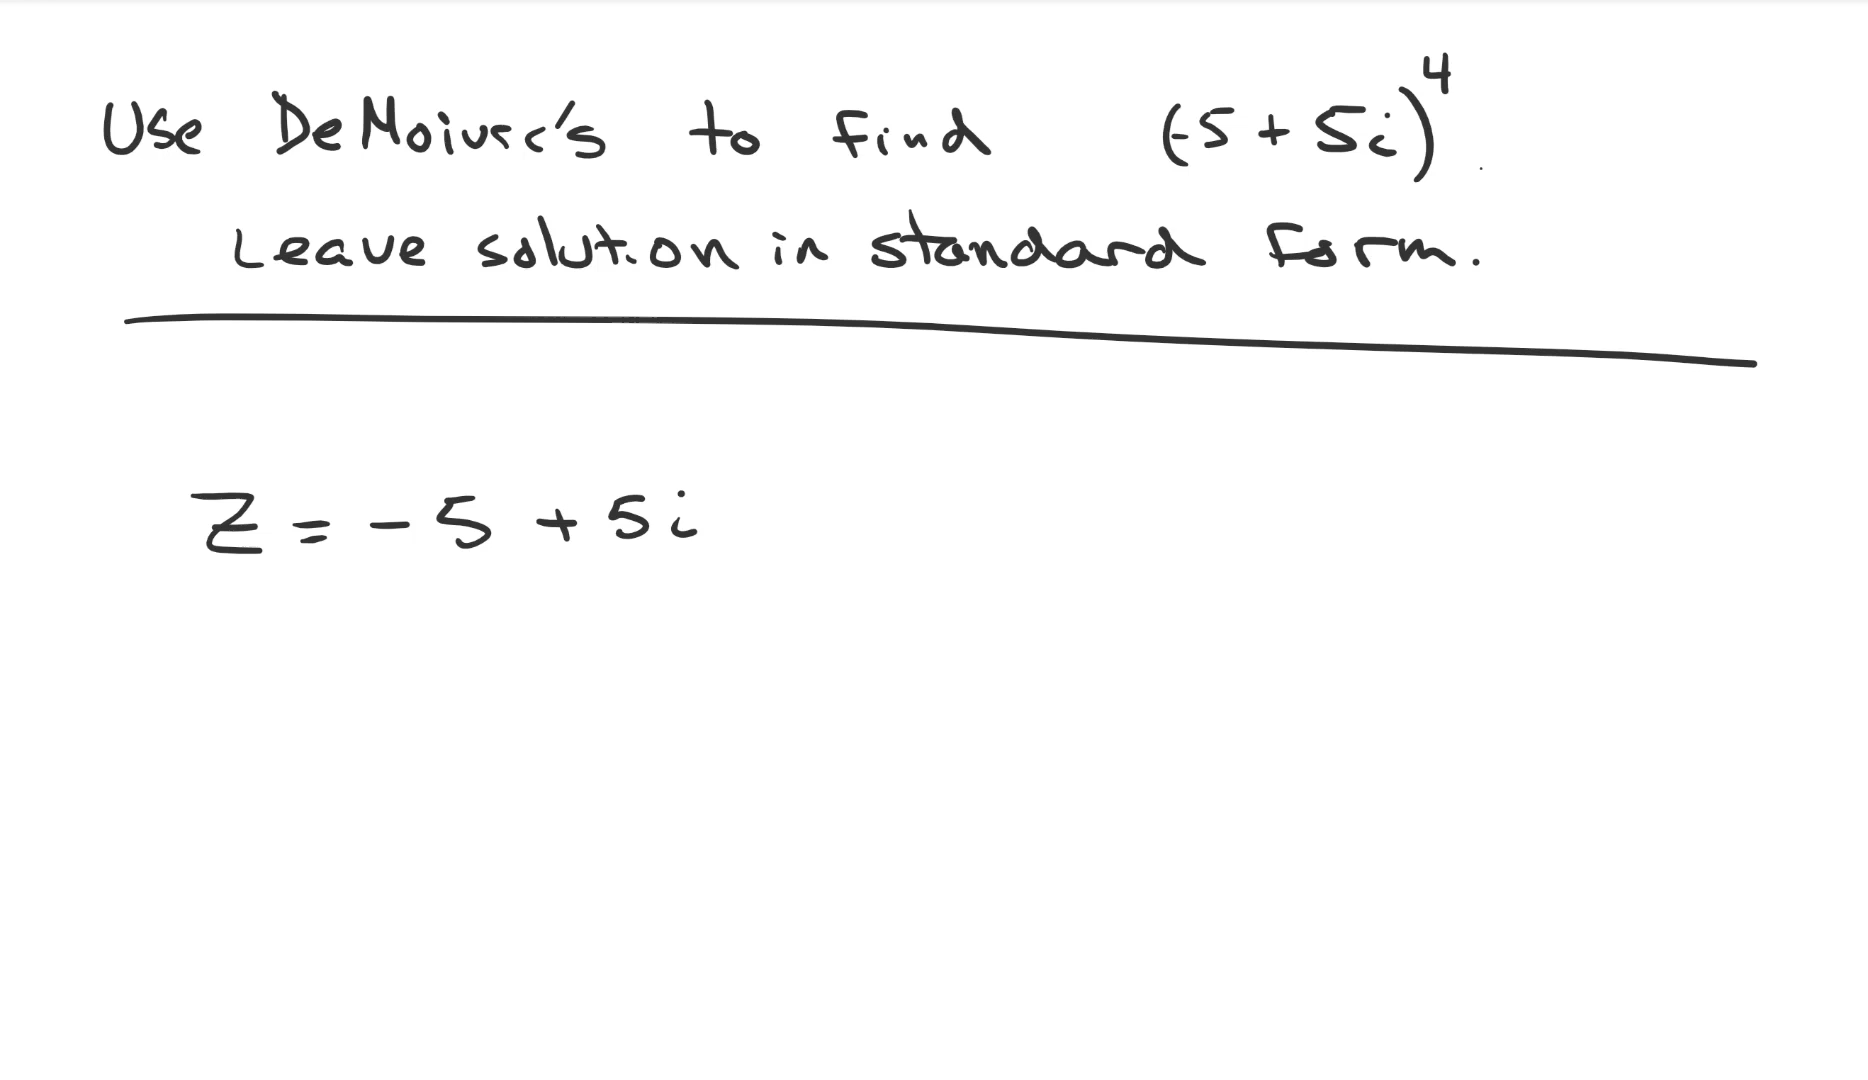 Use DeMoivre's to find (-5 + 5i)^4.
Leave solution in standard form.
Z = - 5 + 5i